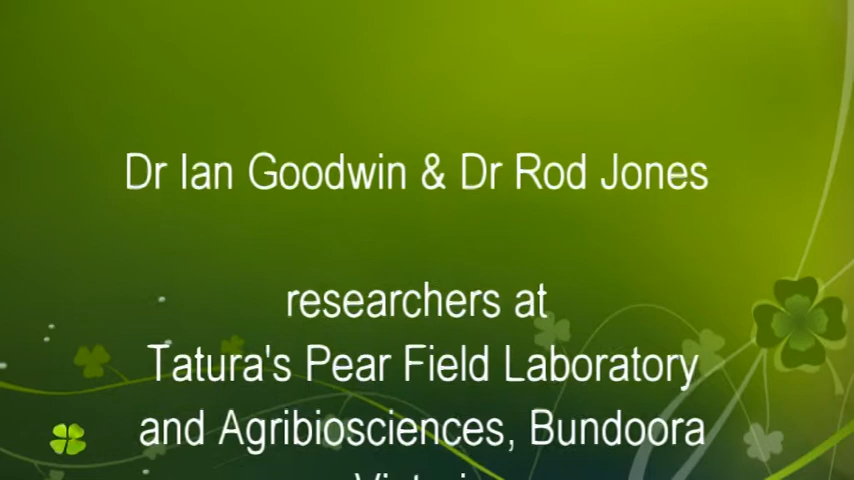 Dr Ian Goodwin & Dr Rod Jones
researchers at
Tatura's Pear Field Laboratory
and Agribiosciences, Bundoora